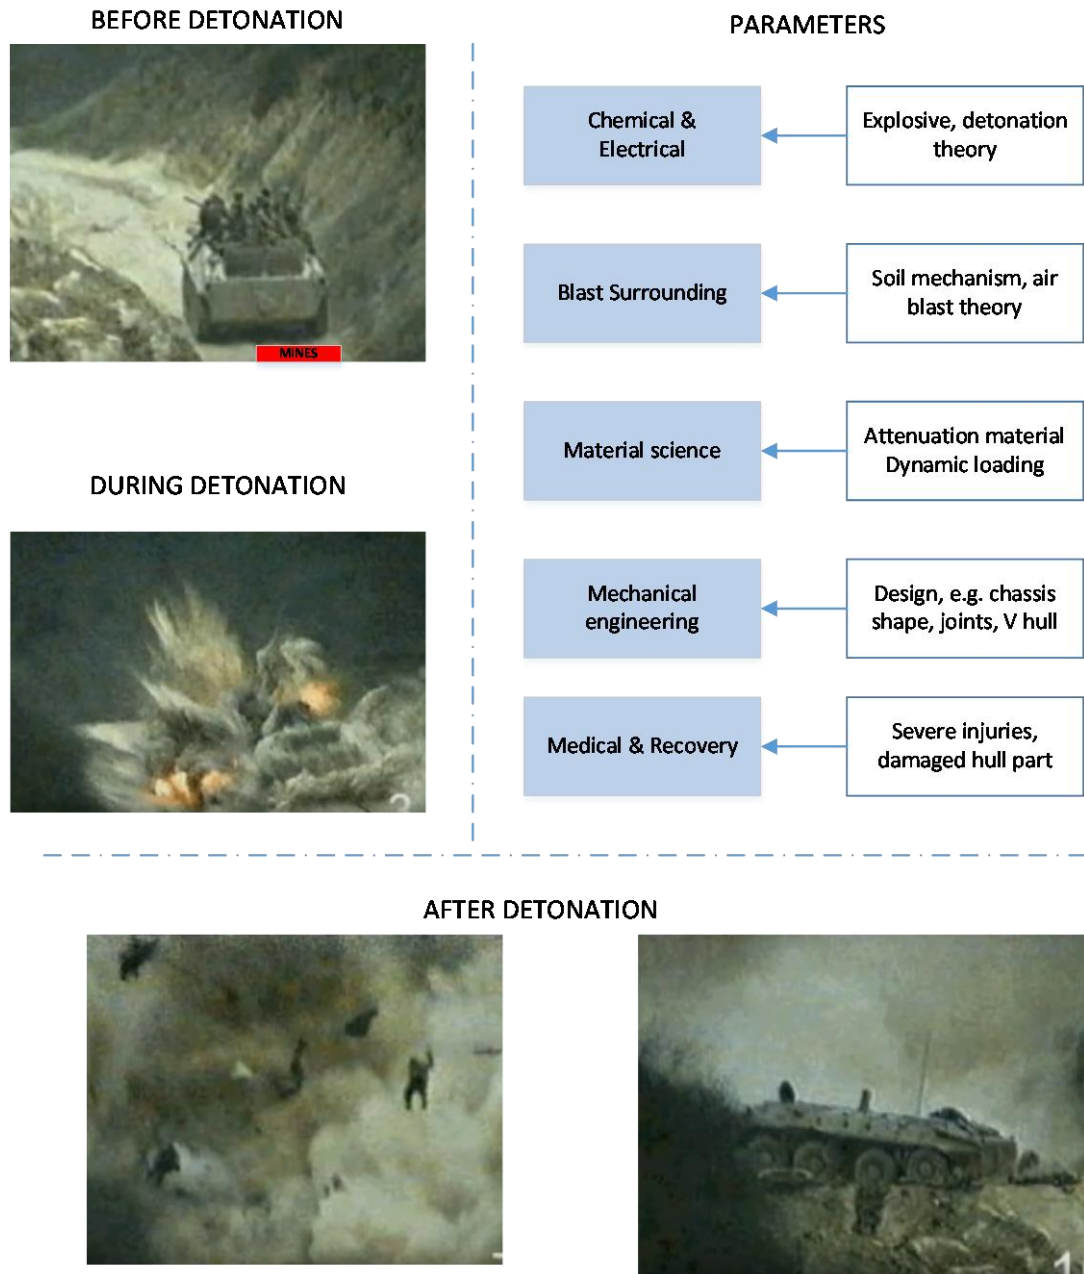 BEFORE DETONATION
MINES
DURING DETONATION
PARAMETERS
Chemical &
Electrical
Explosive, detonation
theory
Blast Surrounding
Soil mechanism, air
blast theory
Material science
Attenuation material
Dynamic loading
Mechanical
engineering
Design, e.g. chassis
shape, joints, V hull
Medical & Recovery
Severe injuries,
damaged hull part
AFTER DETONATION
1